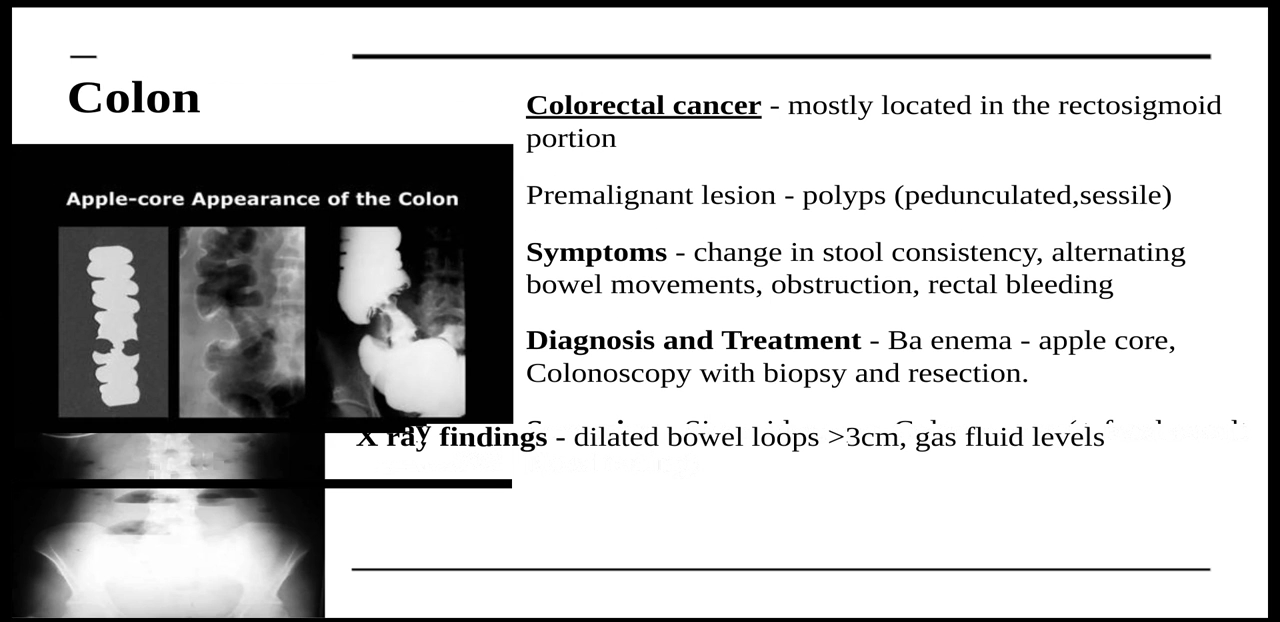 Colon
Apple-core Appearance of the Colon
Colorectal cancer - mostly located in the rectosigmoid
portion
Premalignant lesion - polyps (pedunculated,sessile)
Symptoms - change in stool consistency, alternating
bowel movements, obstruction, rectal bleeding
Diagnosis and Treatment - Ba enema - apple core,
Colonoscopy with biopsy and resection.
X ray findings - dilated bowel loops >3cm, gas fluid levels